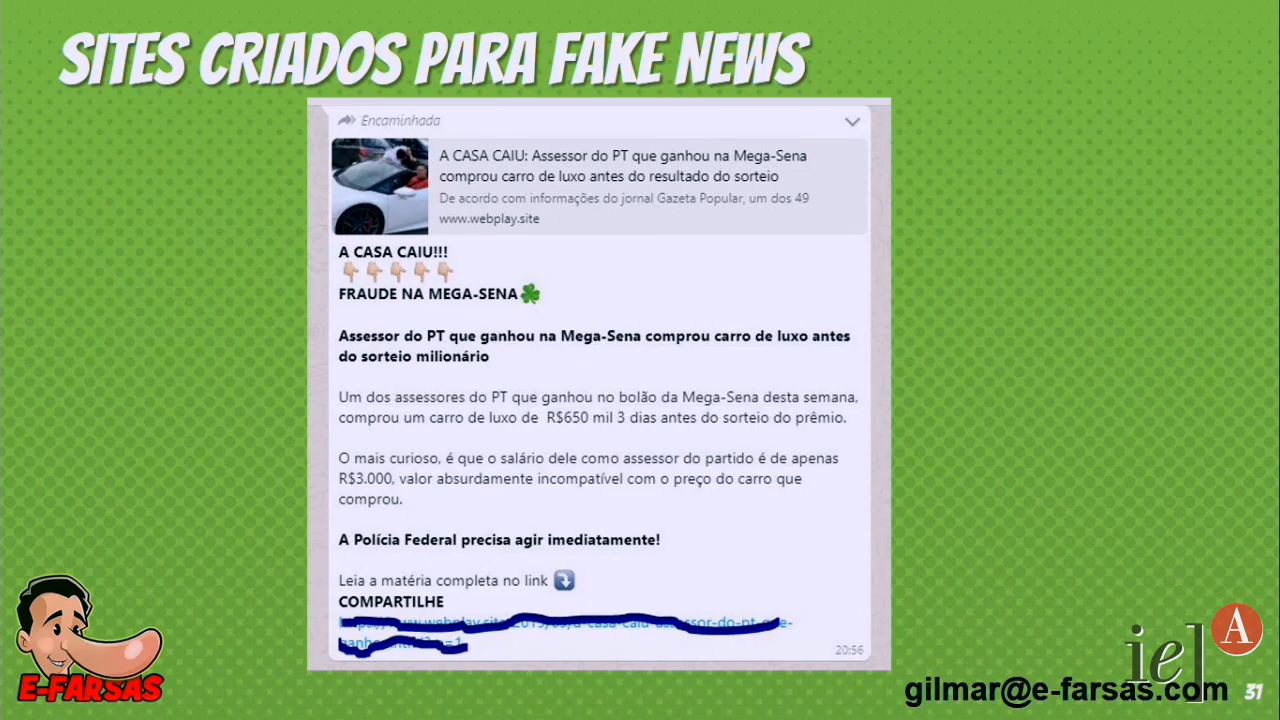 SITES CRIADOS PARA FAKE NEWS
Encaminhada
A CASA CAIU: Assessor do PT que ganhou na Mega-Sena
comprou carro de luxo antes do resultado do sorteio
De acordo com informações do jornal Gazeta Popular, um dos 49
www.webplay.site
A CASA CAIU!!!
FRAUDE NA MEGA-SENA
Assessor do PT que ganhou na Mega-Sena comprou carro de luxo antes
do sorteio milionário
Um dos assessores do PT que ganhou no bolão da Mega-Sena desta semana,
comprou um carro de luxo de R$650 mil 3 dias antes do sorteio do prêmio.
O mais curioso, é que o salário dele como assessor do partido é de apenas
R$3.000, valor absurdamente incompatível com o preço do carro que
comprou.
A Polícia Federal precisa agir imediatamente!
Leia a matéria completa no link
COMPARTILHE
20:56
E-FARSAS
ie]
A
gilmar@e-farsas.com
31